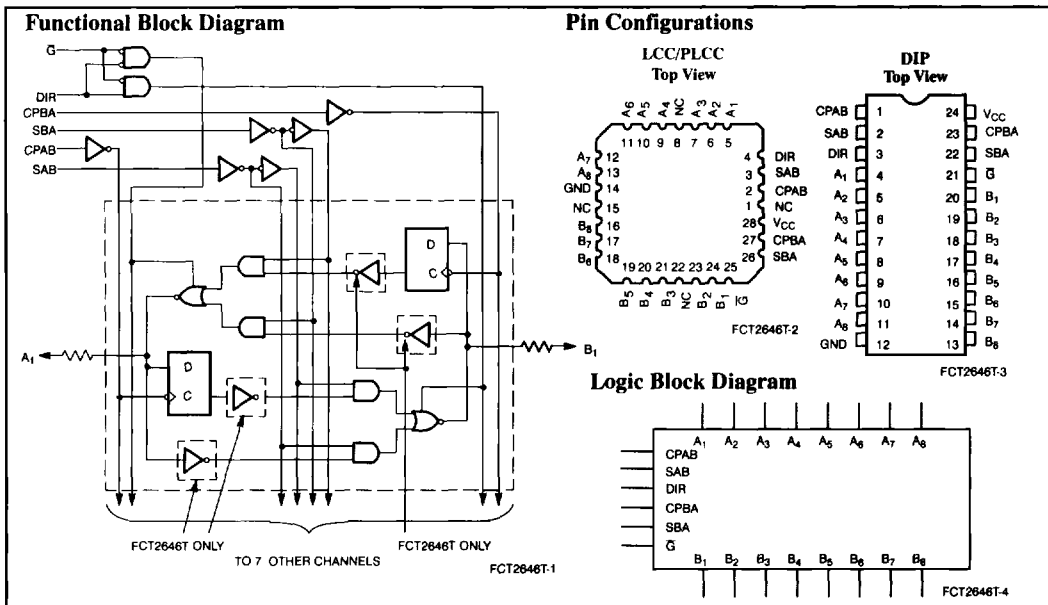 Functional Block Diagram
G̅
DIR
CPBA
SBA
CPAB
SAB
D
C
A1
B1
D
C
FCT2646T ONLY
TO 7 OTHER CHANNELS
FCT2646T ONLY
FCT2646T-1
Pin Configurations
LCC/PLCC
Top View
A6 A5 A4 NC A3 A2 A1
11 10 9 8 7 6 5
A7 12
A8 13
GND 14
NC 15
B8 16
B7 17
B6 18
4 DIR
3 SAB
2 CPAB
1 NC
28 VCC
27 CPBA
26 SBA
19 20 21 22 23 24 25
B5 B4 B3 NC B2 B1 G̅
FCT2646T-2
DIP
Top View
CPAB 1 24 VCC
SAB 2 23 CPBA
DIR 3 22 SBA
A1 4 21 G̅
A2 5 20 B1
A3 6 19 B2
A4 7 18 B3
A5 8 17 B4
A6 9 16 B5
A7 10 15 B6
A8 11 14 B7
GND 12 13 B8
FCT2646T-3
Logic Block Diagram
A1 A2 A3 A4 A5 A6 A7 A8
CPAB
SAB
DIR
CPBA
SBA
G̅
B1 B2 B3 B4 B5 B6 B7 B8
FCT2646T-4